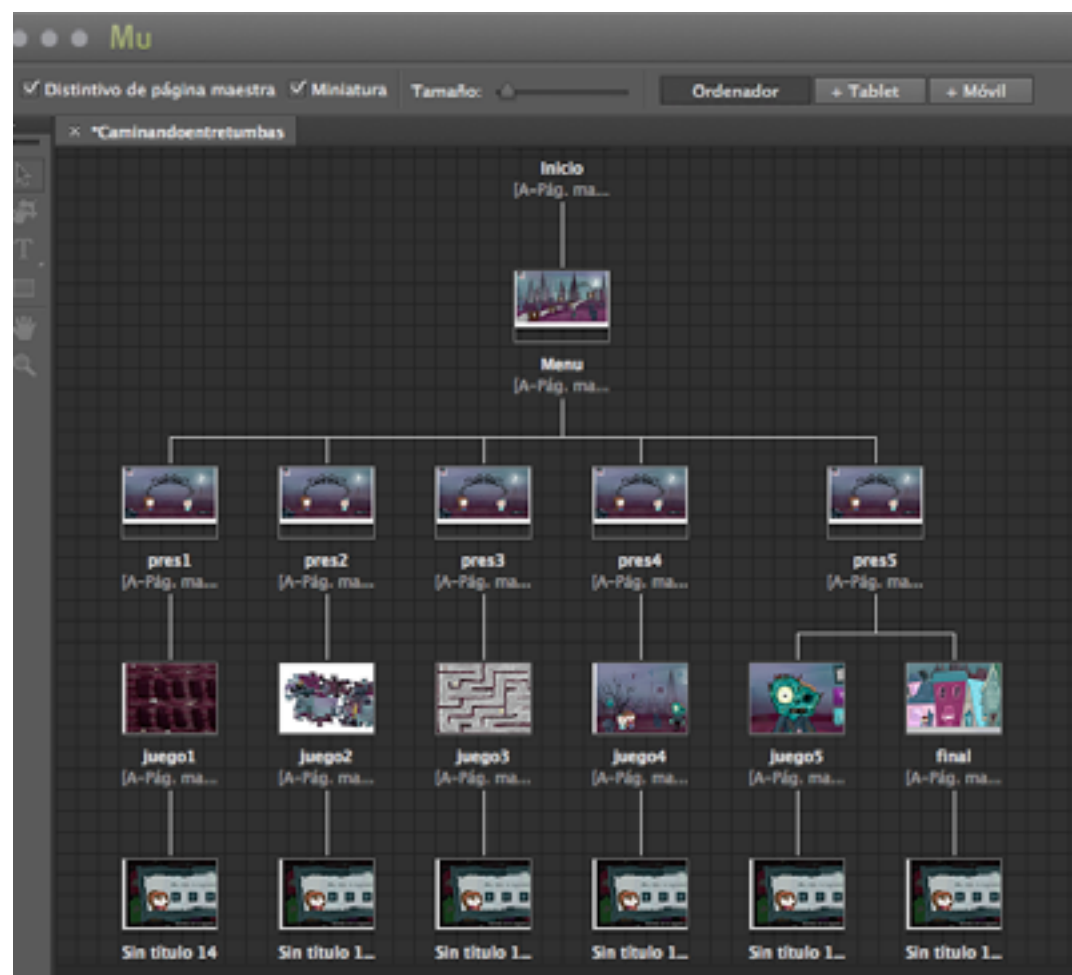 Mu
Distintivo de página maestra Miniatura Tamaño: Ordenador + Tablet + Móvil
× *Caminandoentretumbas
Inicio
[A-Pág. ma...
Menu
[A-Pág. ma...
pres1 pres2 pres3 pres4 pres5
[A-Pág. ma... [A-Pág. ma... [A-Pág. ma... [A-Pág. ma... [A-Pág. ma...
juego1 juego2 juego3 juego4 juego5 final
[A-Pág. ma... [A-Pág. ma... [A-Pág. ma... [A-Pág. ma... [A-Pág. ma... [A-Pág. ma...
Sin título 14 Sin título 1... Sin título 1... Sin título 1... Sin título 1... Sin título 1...